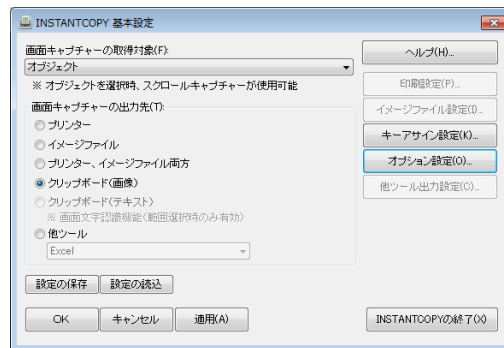 INSTANTCOPY 基本設定
画面キャプチャーの取得対象(F):
オブジェクト
※ オブジェクトを選択時、スクロールキャプチャーが使用可能
画面キャプチャーの出力先(T):
プリンター
イメージファイル
プリンター、イメージファイル両方
クリップボード(画像)
クリップボード(テキスト)
※ 画面文字認識機能(範囲選択時のみ有効)
他ツール
Excel
設定の保存 設定の読込
OK キャンセル 適用(A)
ヘルプ(H)...
印刷設定(P)...
イメージファイル設定(I)...
キーアサイン設定(K)...
オプション設定(O)...
他ツール出力設定(C)...
INSTANTCOPYの終了(X)